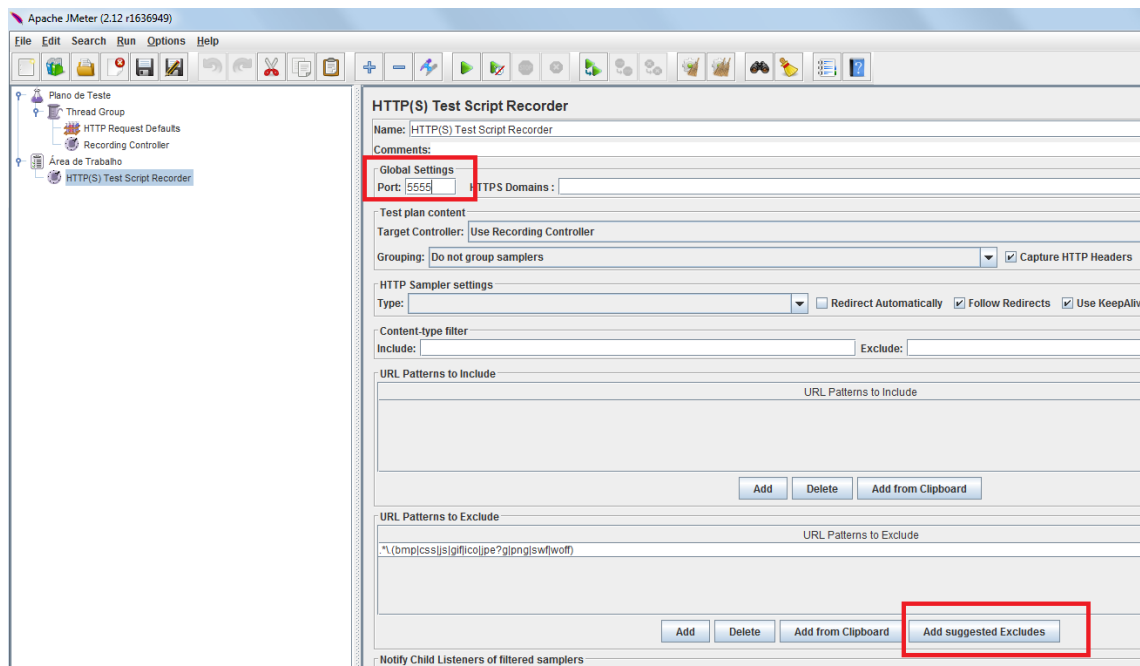 Apache JMeter (2.12 r1636949)
File Edit Search Run Options Help
Plano de Teste
Thread Group
HTTP Request Defaults
Recording Controller
Área de Trabalho
HTTP(S) Test Script Recorder
HTTP(S) Test Script Recorder
Name: HTTP(S) Test Script Recorder
Comments:
Global Settings
Port: 5555 HTTPS Domains :
Test plan content
Target Controller: Use Recording Controller
Grouping: Do not group samplers Capture HTTP Headers
HTTP Sampler settings
Type: Redirect Automatically Follow Redirects Use KeepAliv
Content-type filter
Include: Exclude:
URL Patterns to Include
URL Patterns to Include
Add Delete Add from Clipboard
URL Patterns to Exclude
URL Patterns to Exclude
.*\.(bmp|css|js|gif|ico|jpe?g|png|swf|woff)
Add Delete Add from Clipboard Add suggested Excludes
Notify Child Listeners of filtered samplers